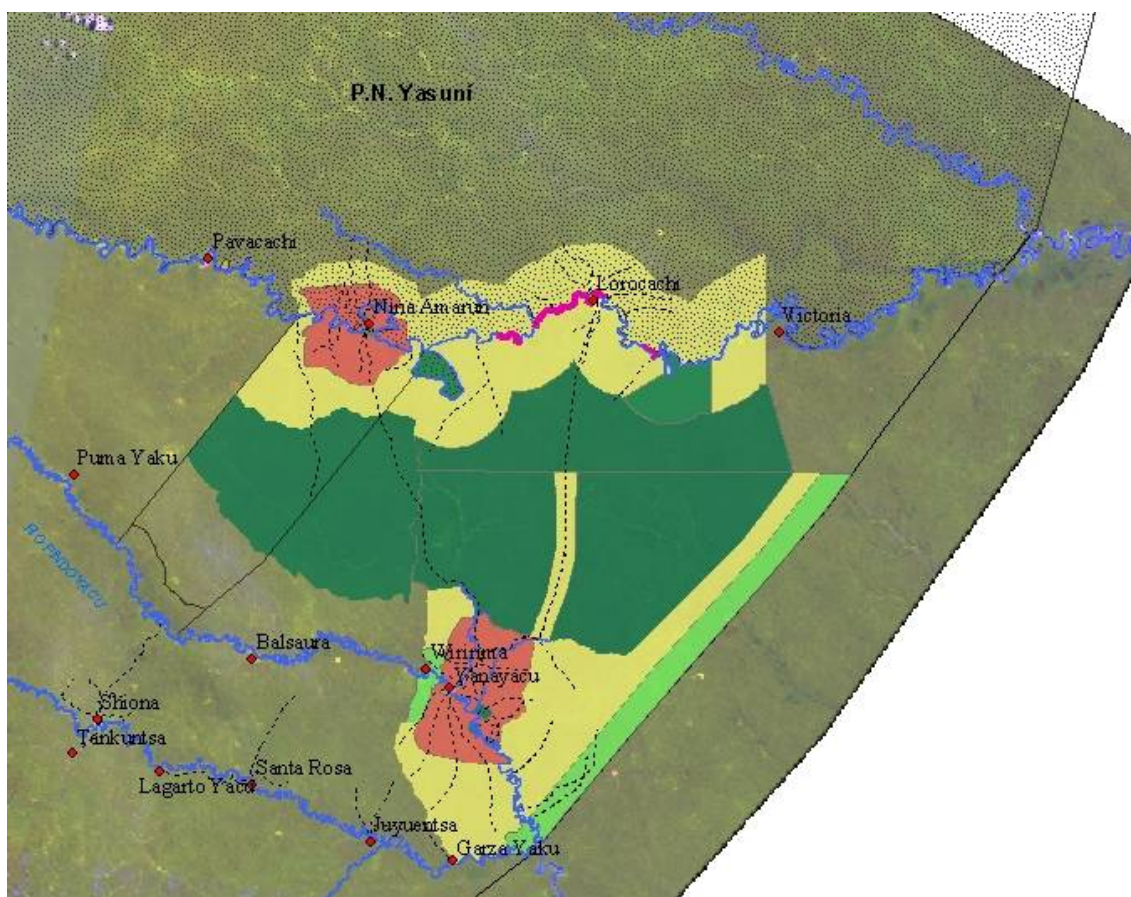 P.N. Yasuní
Pavacachi
Lorocachi
Nina Amarun
Victoria
Puma Yaku
Balsaura
Wiririma
Yanayacu
Shiona
Tankuntsa
Santa Rosa
Lagarto Yacu
Juyuentsa
Garza Yaku